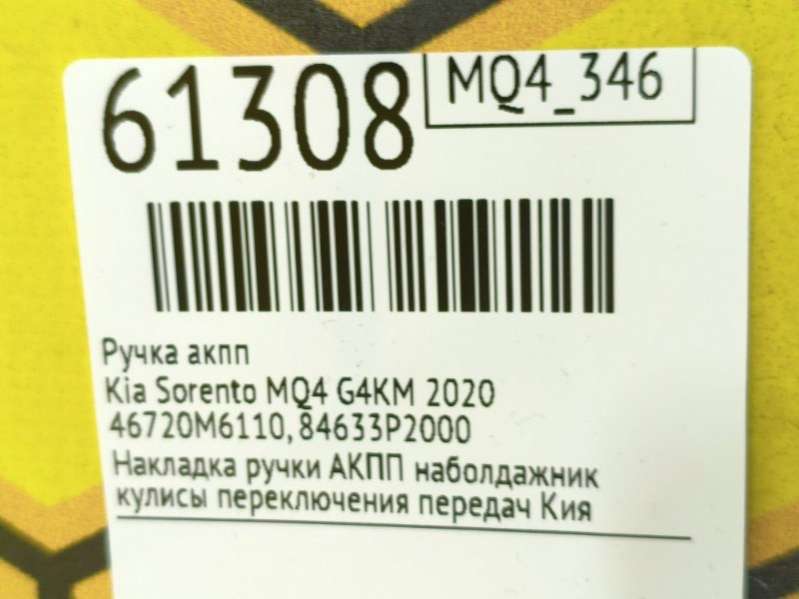 61308
MQ4_346
Ручка акпп
Kia Sorento MQ4 G4KM 2020
46720M6110, 84633P2000
Накладка ручки АКПП наболдажник
кулисы переключения передач Кия